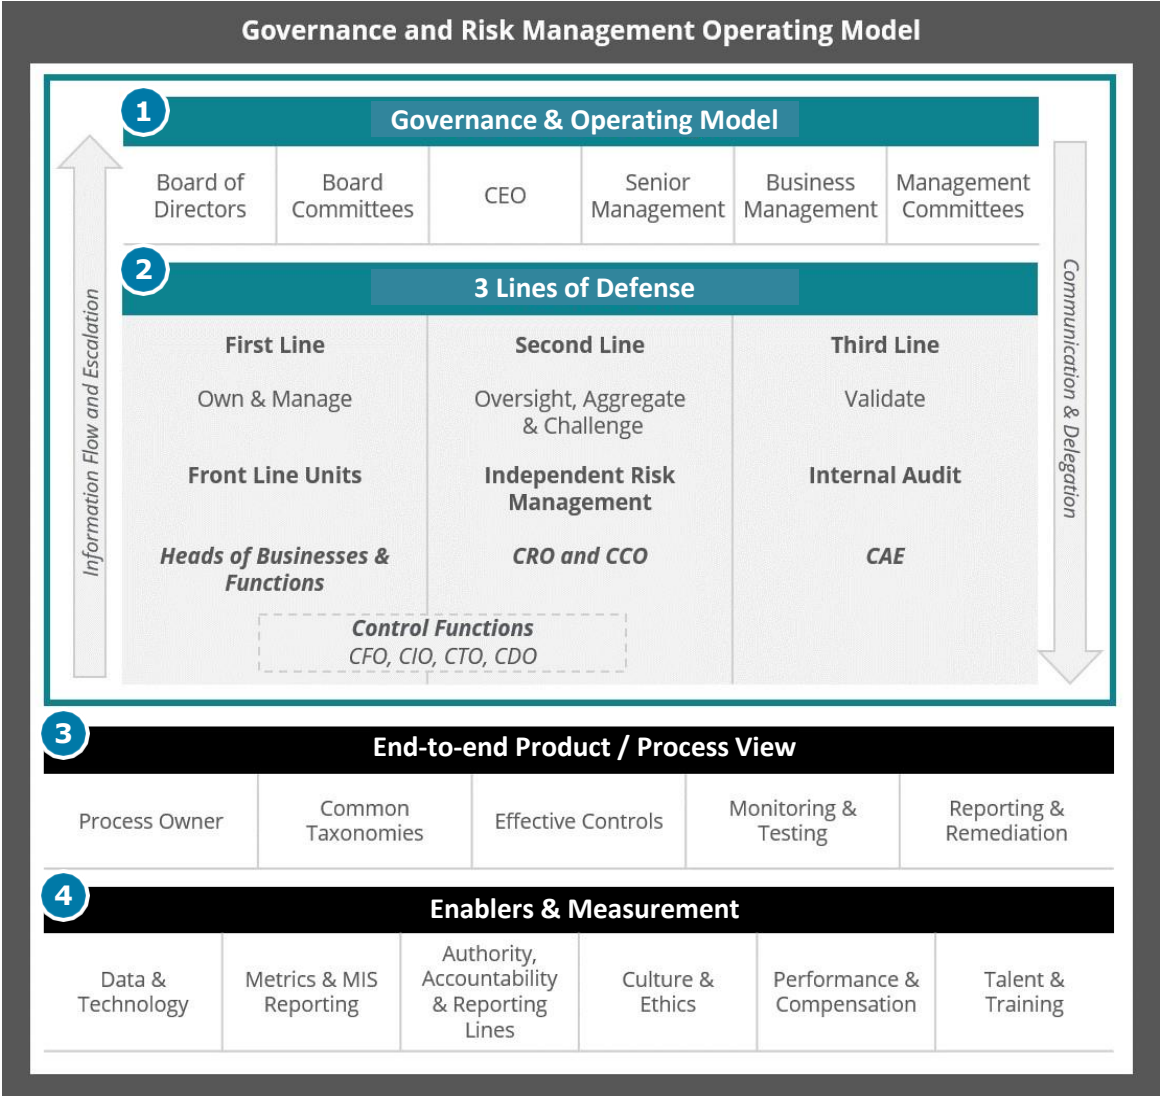 Governance and Risk Management Operating Model
1
Governance & Operating Model
Board of
Directors
Board
Committees
CEO
Senior
Management
Business
Management
Management
Committees
Information Flow and Escalation
Communication & Delegation
2
3 Lines of Defense
First Line
Own & Manage
Front Line Units
Heads of Businesses &
Functions
Second Line
Oversight, Aggregate
& Challenge
Independent Risk
Management
CRO and CCO
Third Line
Validate
Internal Audit
CAE
Control Functions
CFO, CIO, CTO, CDO
3
End-to-end Product / Process View
Process Owner
Common
Taxonomies
Effective Controls
Monitoring &
Testing
Reporting &
Remediation
4
Enablers & Measurement
Data &
Technology
Metrics & MIS
Reporting
Authority,
Accountability
& Reporting
Lines
Culture &
Ethics
Performance &
Compensation
Talent &
Training